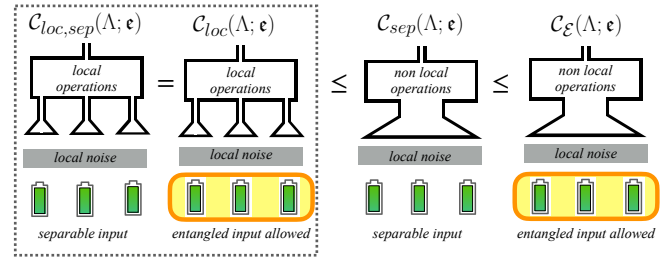 C_{loc,sep}(Λ; 𝔢) C_{loc}(Λ; 𝔢) C_{sep}(Λ; 𝔢) C_ℰ(Λ; 𝔢)
local operations = local operations ≤ non local operations ≤ non local operations
local noise local noise local noise local noise
separable input entangled input allowed separable input entangled input allowed